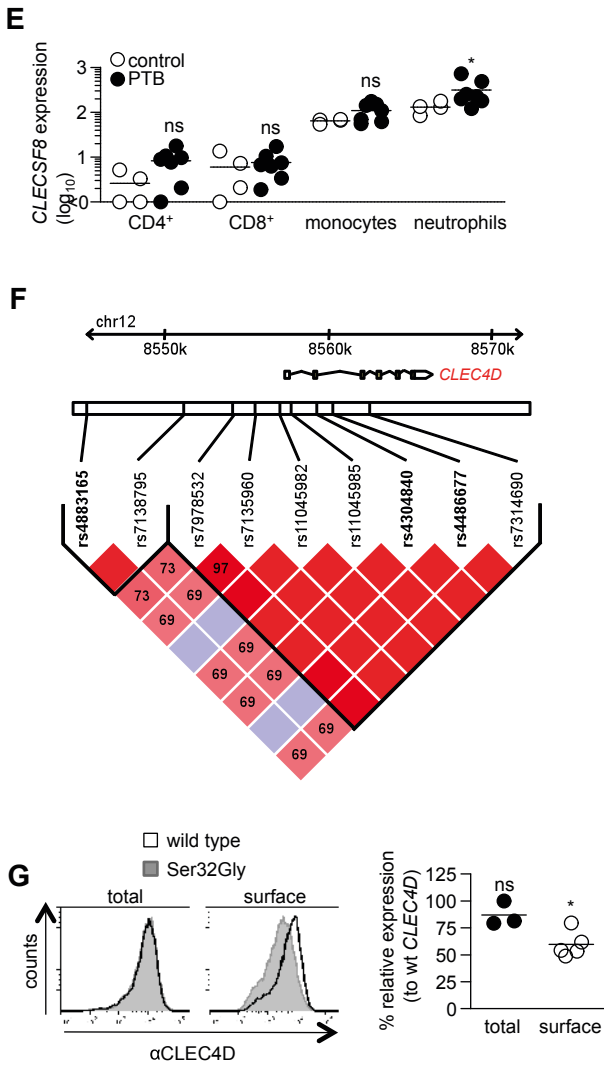 E
control
PTB
CLECSF8 expression
(log10)
3
2
1
0
ns
ns
ns
*
CD4+
CD8+
monocytes
neutrophils
F
chr12
8550k
8560k
8570k
CLEC4D
rs4883165
rs7138795
rs7978532
rs7135960
rs11045982
rs11045985
rs4304840
rs4486677
rs7314690
73
97
73
69
69
69
69
69
69
69
69
G
wild type
Ser32Gly
total
surface
counts
αCLEC4D
% relative expression
(to wt CLEC4D)
125
100
75
50
25
0
ns
*
total
surface